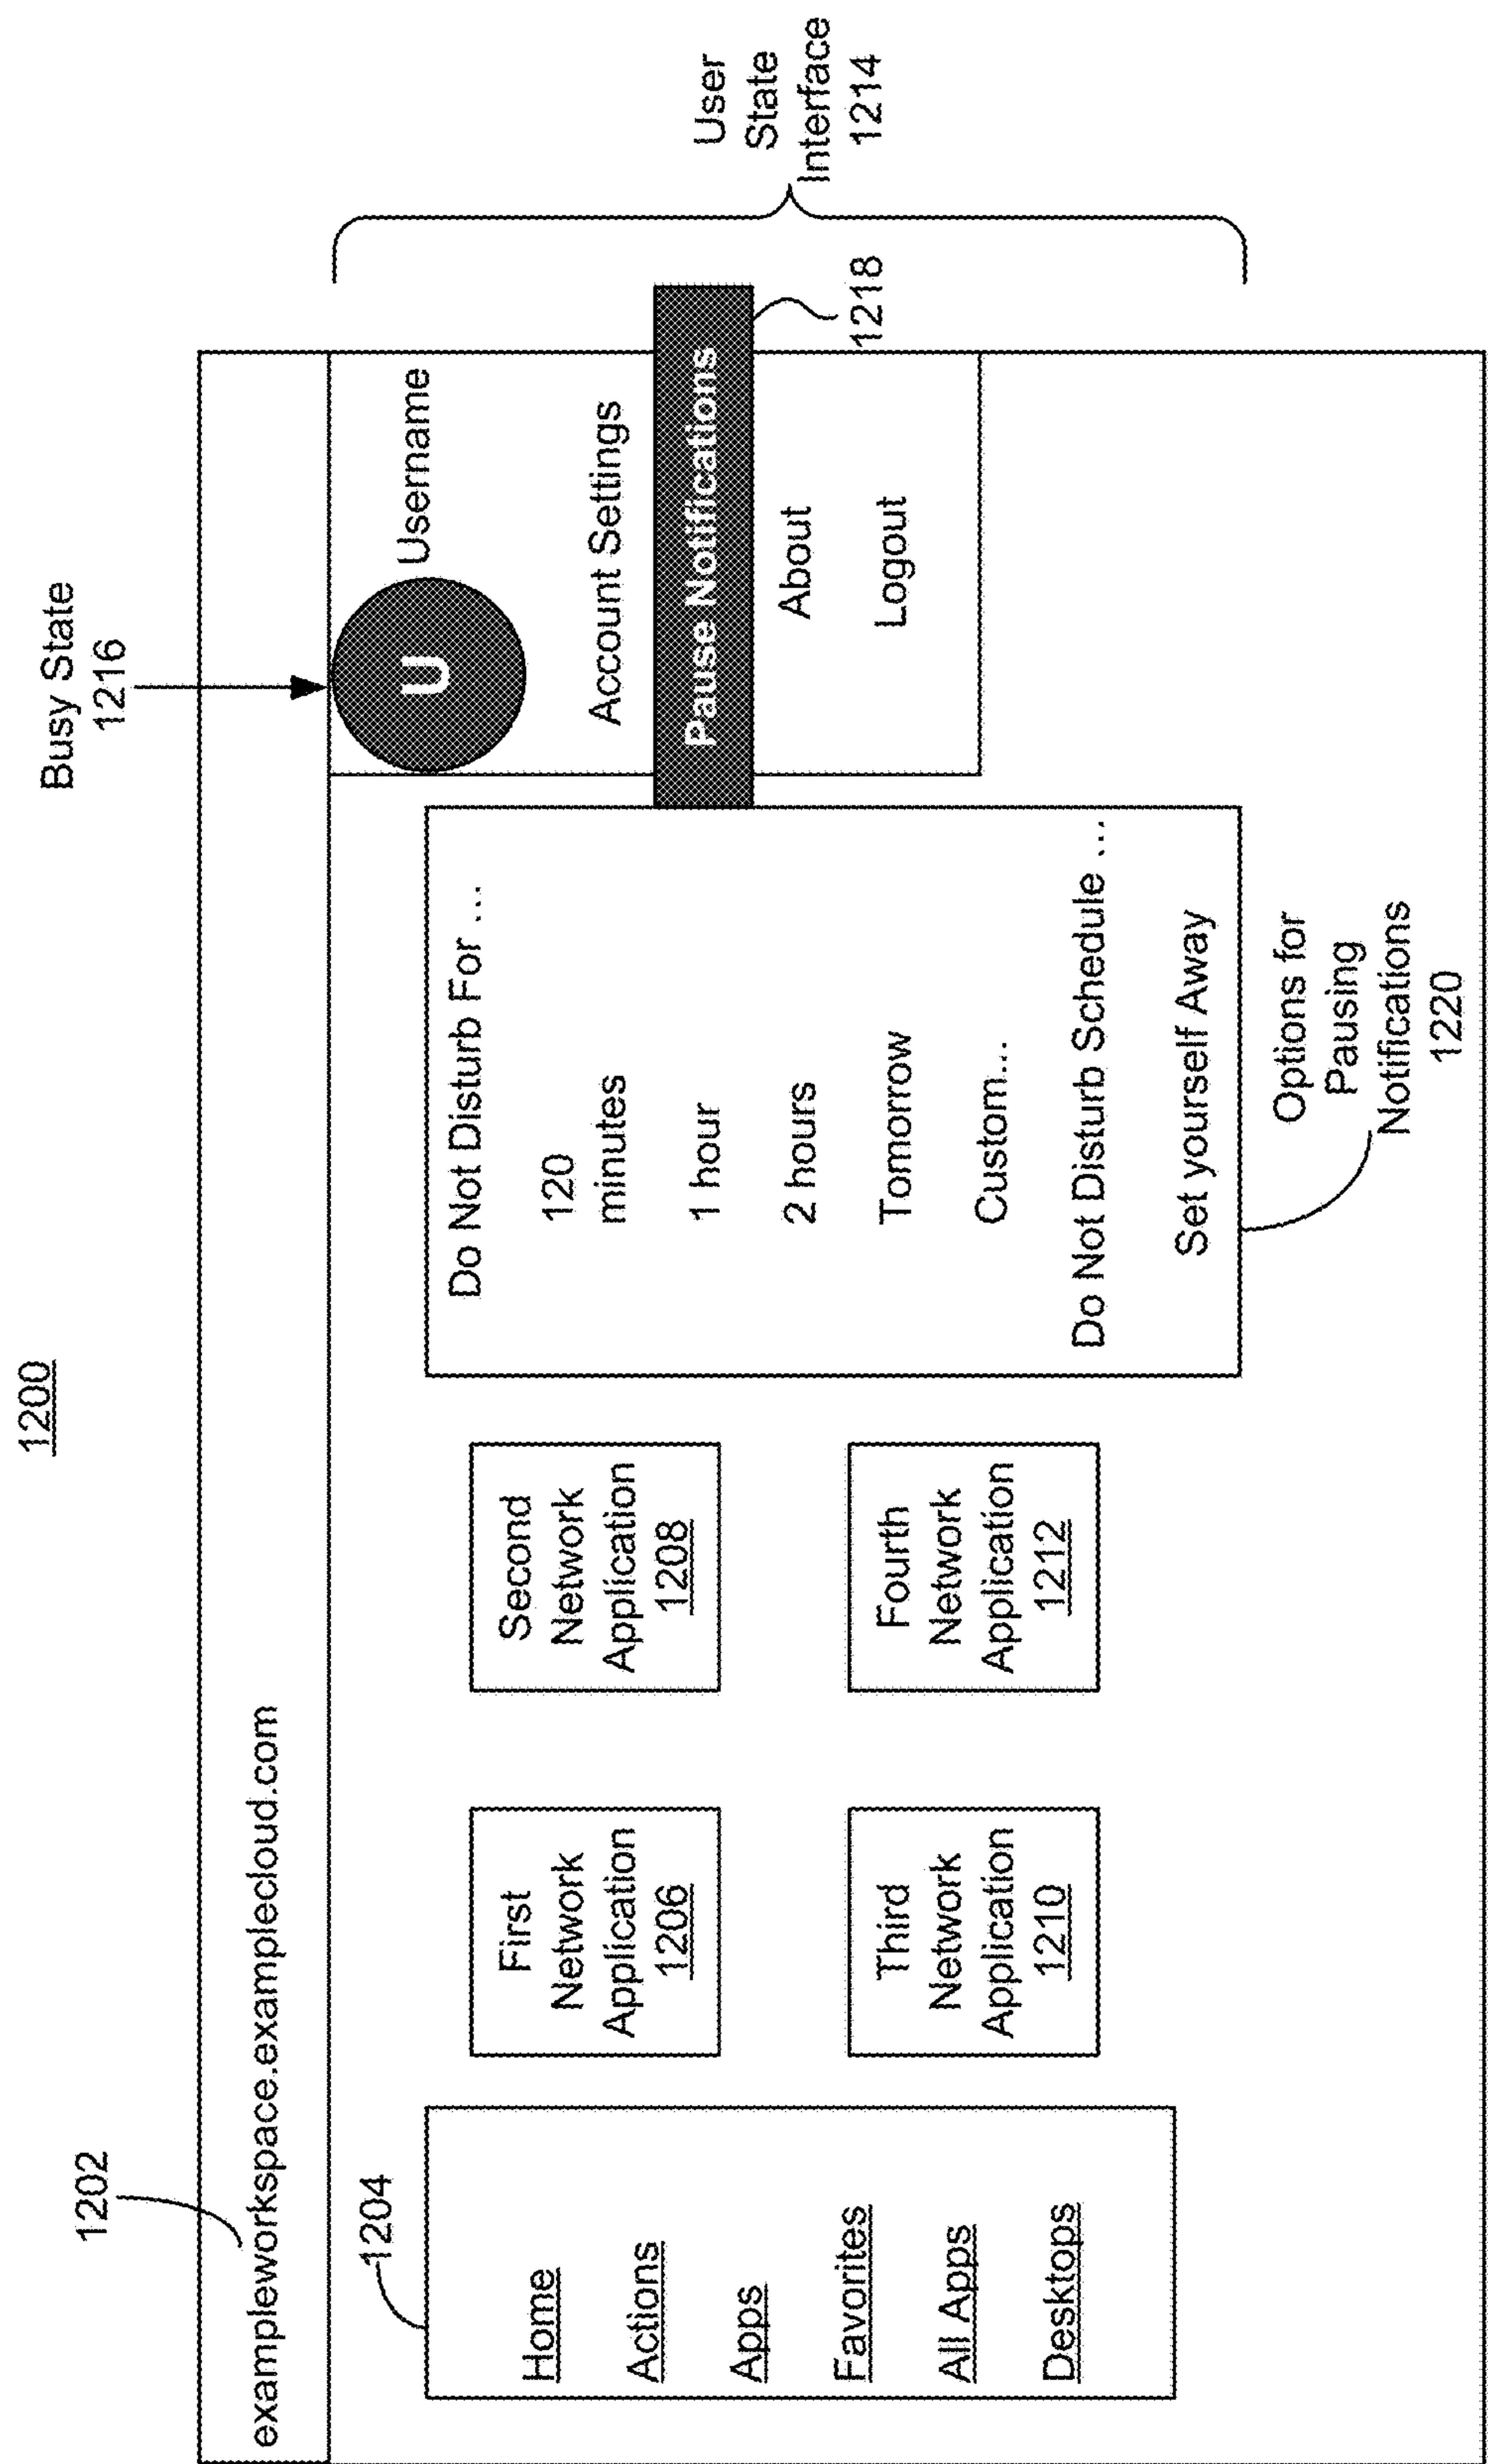 1200
Busy State
1216
1202
exampleworkspace.examplecloud.com
1204
Home
Actions
Apps
Favorites
All Apps
Desktops
First
Network
Application
1206
Second
Network
Application
1208
Third
Network
Application
1210
Fourth
Network
Application
1212
Do Not Disturb For ...
120
minutes
1 hour
2 hours
Tomorrow
Custom...
Do Not Disturb Schedule ...
Set yourself Away
Options for
Pausing
Notifications
1220
U
Username
Account Settings
Pause Notifications
About
Logout
1218
User
State
Interface
1214